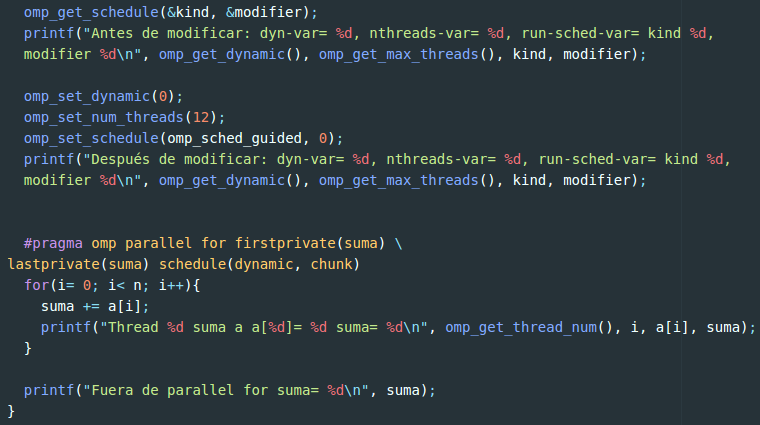 omp_get_schedule(&kind, &modifier);
printf("Antes de modificar: dyn-var= %d, nthreads-var= %d, run-sched-var= kind %d,
modifier %d\n", omp_get_dynamic(), omp_get_max_threads(), kind, modifier);
omp_set_dynamic(0);
omp_set_num_threads(12);
omp_set_schedule(omp_sched_guided, 0);
printf("Después de modificar: dyn-var= %d, nthreads-var= %d, run-sched-var= kind %d,
modifier %d\n", omp_get_dynamic(), omp_get_max_threads(), kind, modifier);
#pragma omp parallel for firstprivate(suma) \
lastprivate(suma) schedule(dynamic, chunk)
for(i= 0; i< n; i++){
suma += a[i];
printf("Thread %d suma a a[%d]= %d suma= %d\n", omp_get_thread_num(), i, a[i], suma);
}
printf("Fuera de parallel for suma= %d\n", suma);
}